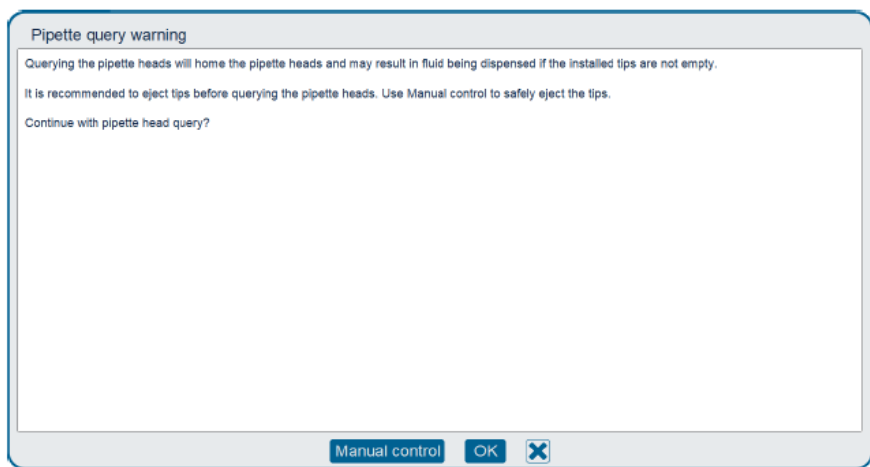 Pipette query warning
Querying the pipette heads will home the pipette heads and may result in fluid being dispensed if the installed tips are not empty.
It is recommended to eject tips before querying the pipette heads. Use Manual control to safely eject the tips.
Continue with pipette head query?
Manual control OK